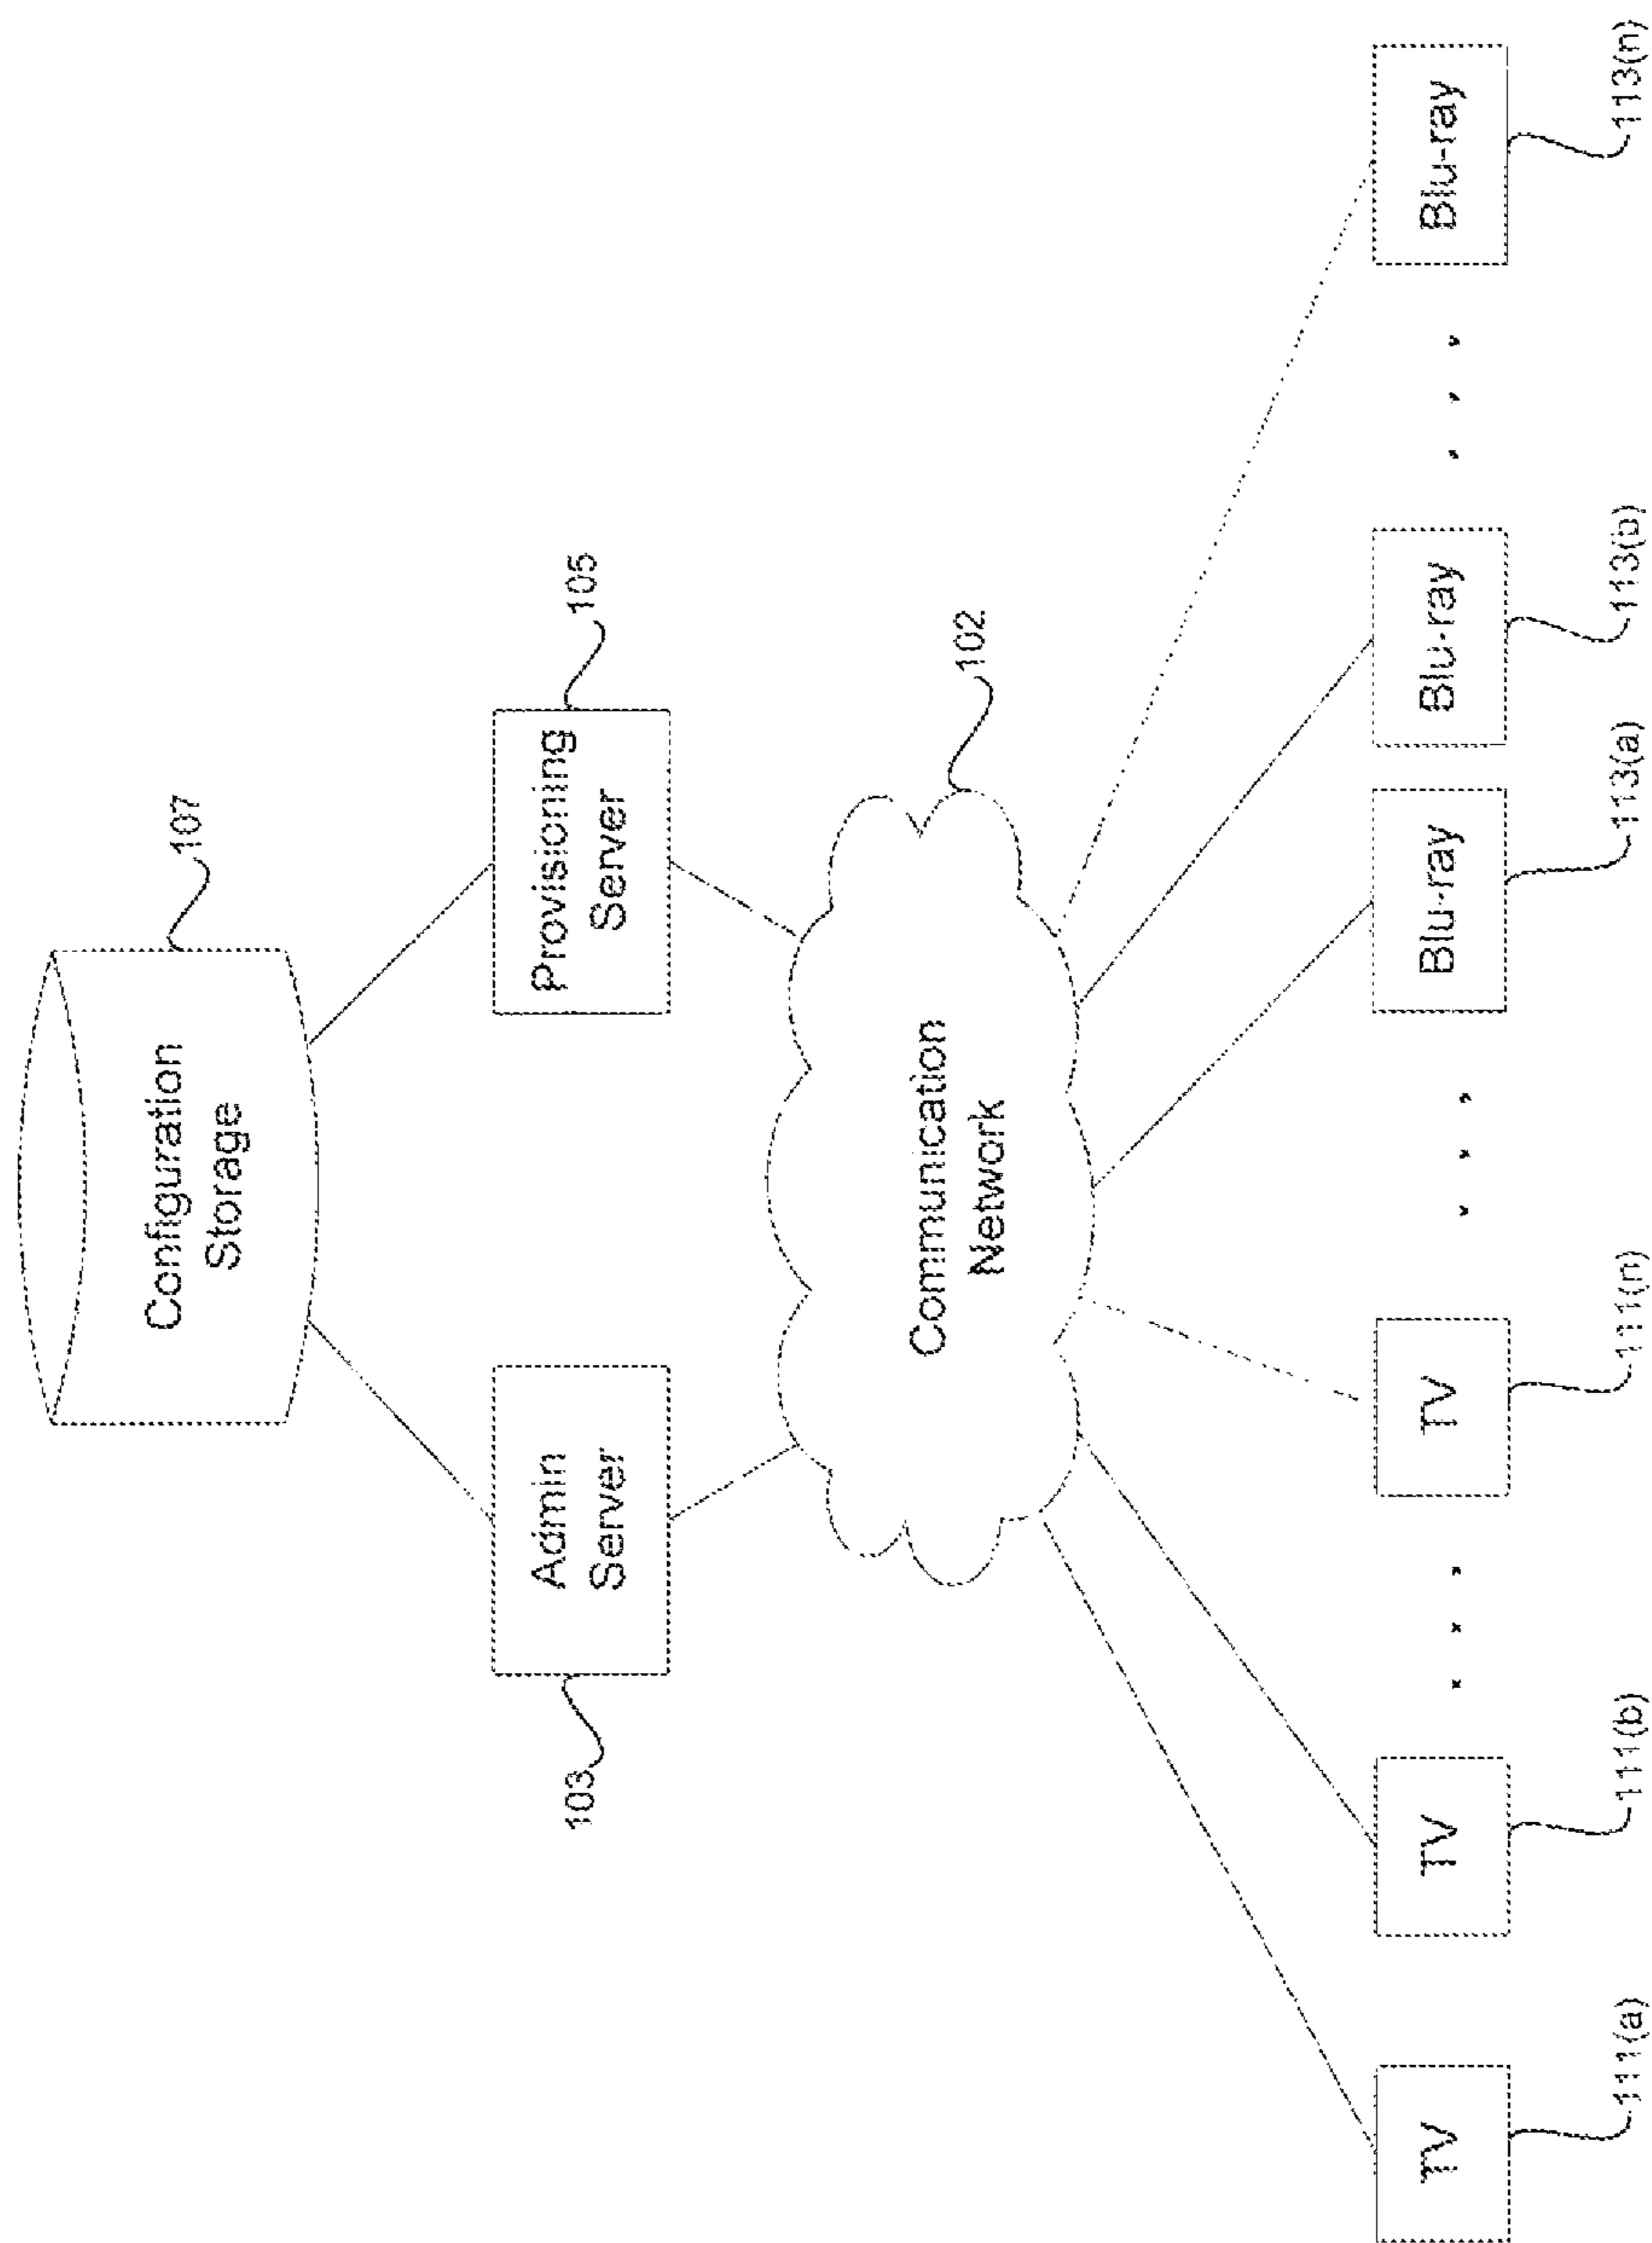 Configuration
Storage
107
Admin
Server
103
Provisioning
Server
105
Communication
Network
102
TV
TV
TV
Blu-ray
Blu-ray
Blu-ray
111(a)
111(b)
111(n)
113(a)
113(b)
113(n)